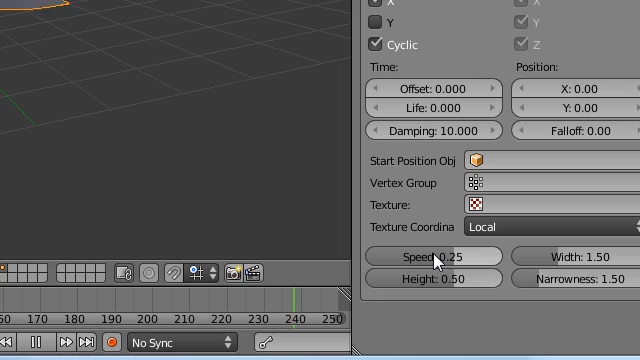 X X
Y Y
Cyclic Z
Time: Position:
Offset: 0.000 X: 0.00
Life: 0.000 Y: 0.00
Damping: 10.000 Falloff: 0.00
Start Position Obj
Vertex Group
Texture:
Texture Coordina Local
Speed: 0.25 Width: 1.50
Height: 0.50 Narrowness: 1.50
60 170 180 190 200 210 220 230 240 250
No Sync